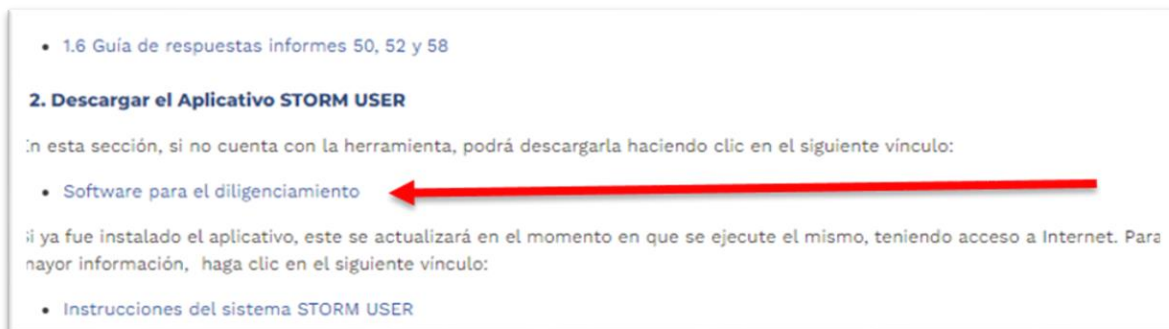 • 1.6 Guía de respuestas informes 50, 52 y 58
2. Descargar el Aplicativo STORM USER
En esta sección, si no cuenta con la herramienta, podrá descargarla haciendo clic en el siguiente vínculo:
• Software para el diligenciamiento
Si ya fue instalado el aplicativo, este se actualizará en el momento en que se ejecute el mismo, teniendo acceso a Internet. Para
mayor información, haga clic en el siguiente vínculo:
• Instrucciones del sistema STORM USER